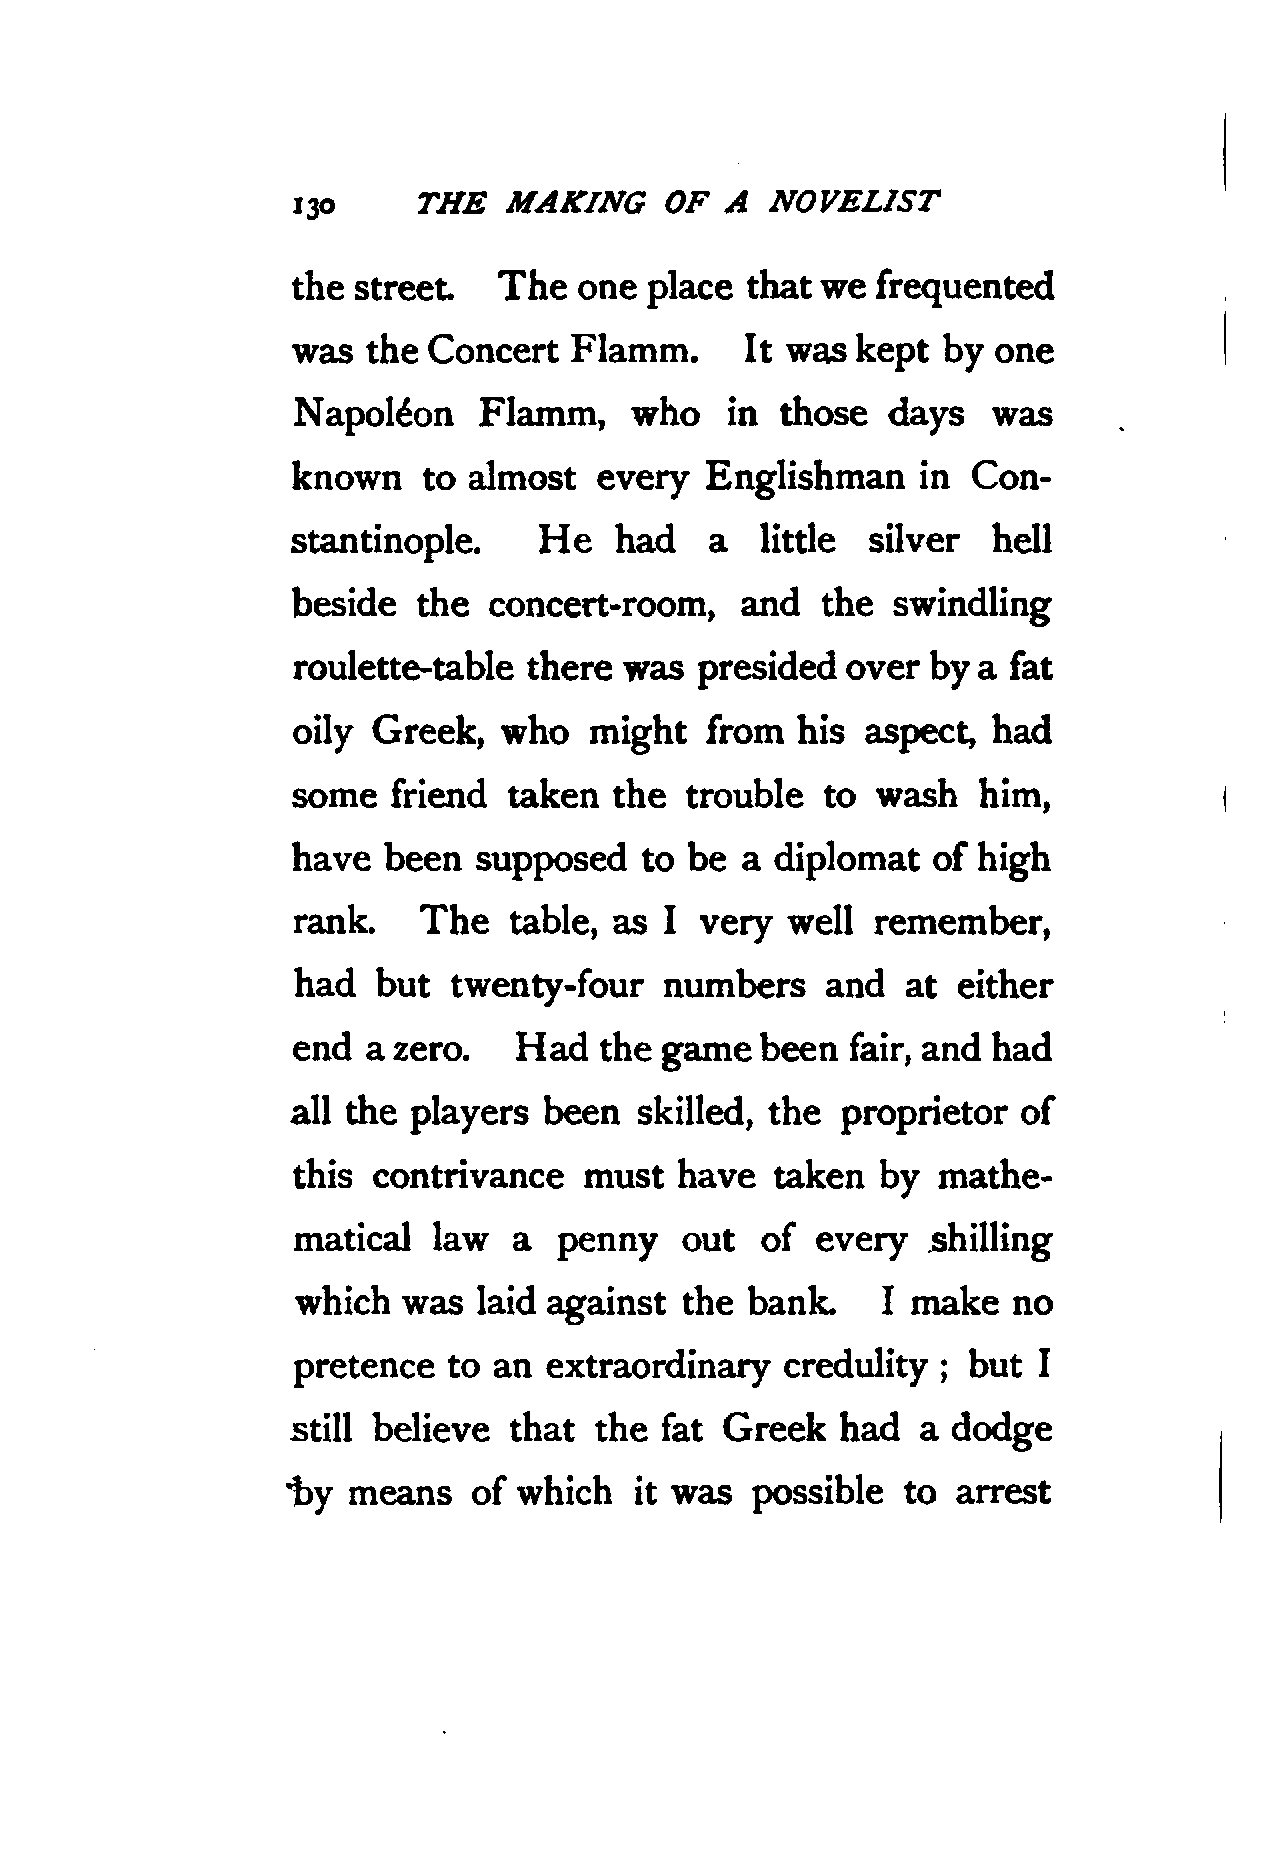 130 THE MAKING OF A NOVELIST
the street. The one place that we frequented
was the Concert Flamm. It was kept by one
Napoléon Flamm, who in those days was
known to almost every Englishman in Con-
stantinople. He had a little silver hell
beside the concert-room, and the swindling
roulette-table there was presided over by a fat
oily Greek, who might from his aspect, had
some friend taken the trouble to wash him,
have been supposed to be a diplomat of high
rank. The table, as I very well remember,
had but twenty-four numbers and at either
end a zero. Had the game been fair, and had
all the players been skilled, the proprietor of
this contrivance must have taken by mathe-
matical law a penny out of every shilling
which was laid against the bank. I make no
pretence to an extraordinary credulity ; but I
still believe that the fat Greek had a dodge
by means of which it was possible to arrest